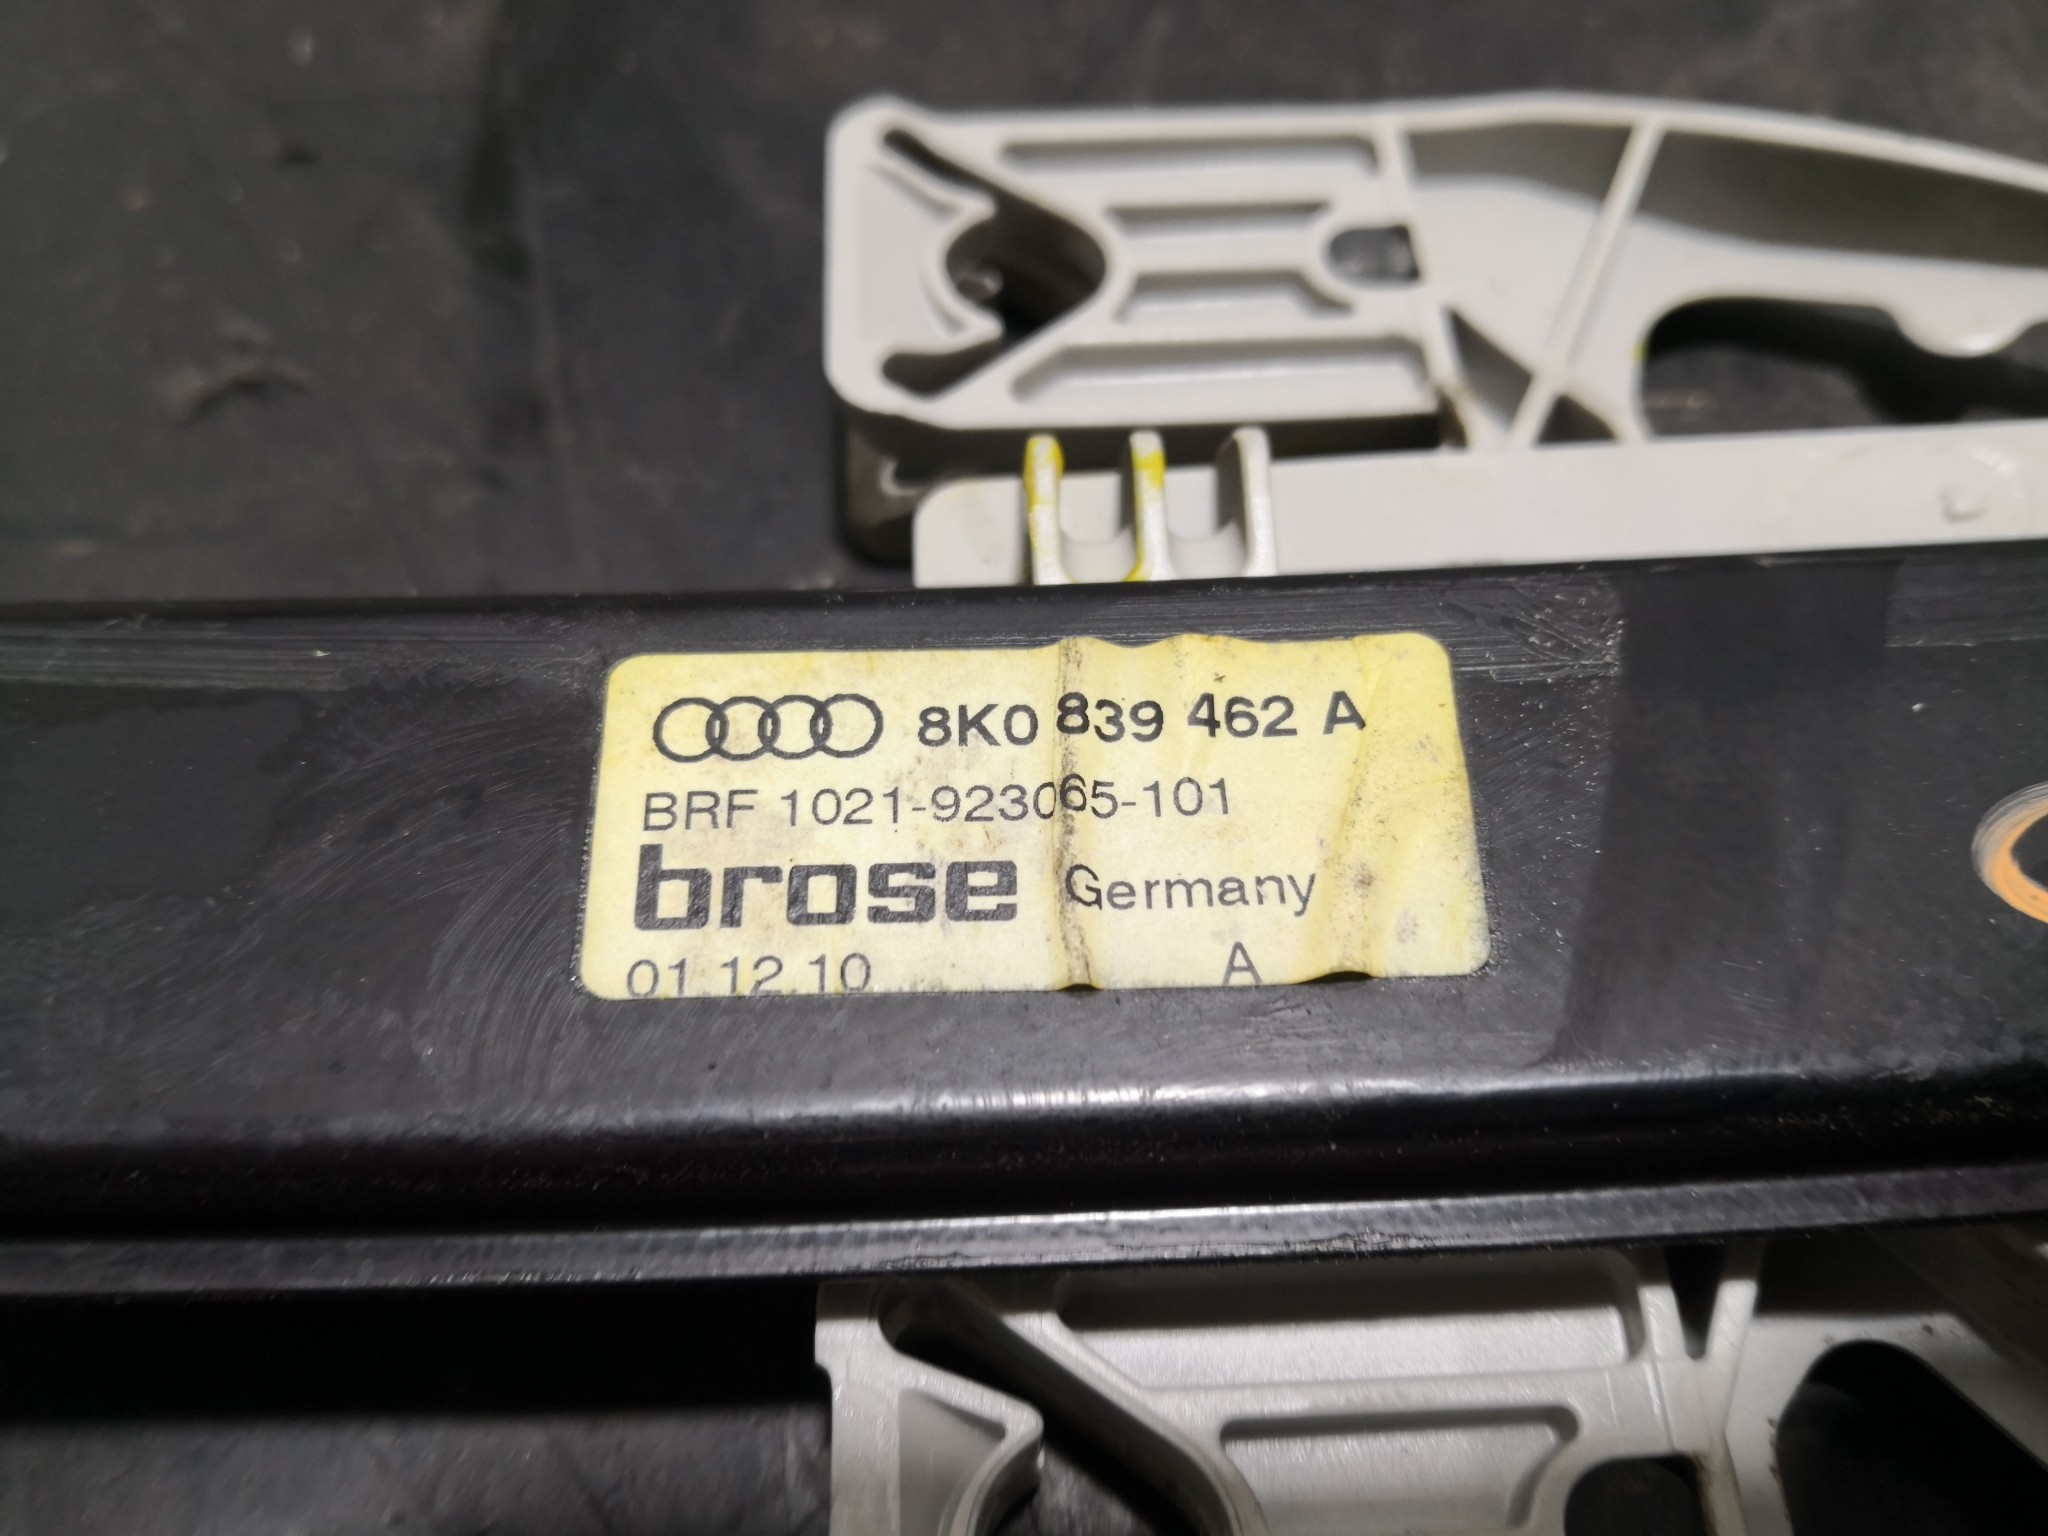 8K0 839 462 A
BRF 1021-923065-101
brose Germany
01.12.10 A